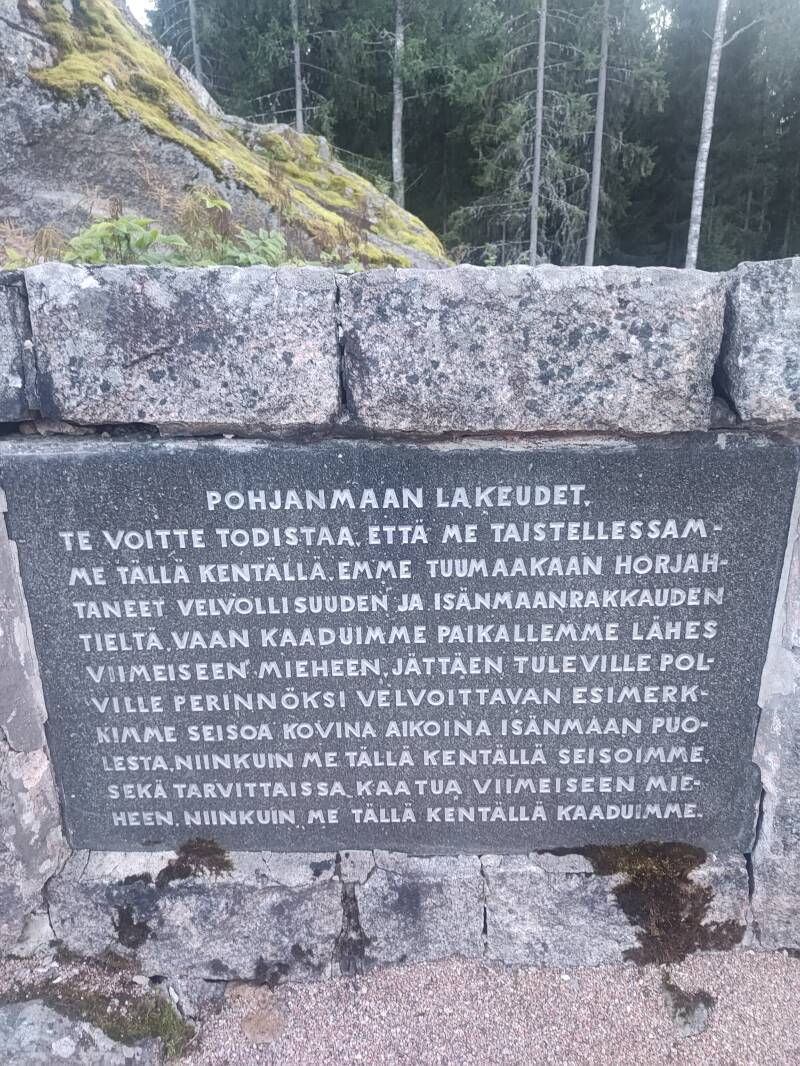 POHJANMAAN LAKEUDET,
TE VOITTE TODISTAA, ETTÄ ME TAISTELLESSAM-
ME TÄLLÄ KENTÄLLÄ, EMME TUUMAAKAAN HORJAH-
TANEET VELVOLLISUUDEN JA ISÄNMAANRAKKAUDEN
TIELTÄ, VAAN KAADUIMME PAIKALLEMME LÄHES
VIIMEISEEN MIEHEEN, JÄTTÄEN TULEVILLE POL-
VILLE PERINNÖKSI VELVOITTAVAN ESIMERK-
KIMME SEISOA KOVINA AIKOINA ISÄNMAAN PUO-
LESTA, NIINKUIN ME TÄLLÄ KENTÄLLÄ SEISOIMME,
SEKÄ TARVITTAISSA KAATUA VIIMEISEEN MIE-
HEEN, NIINKUIN ME TÄLLÄ KENTÄLLÄ KAADUIMME.